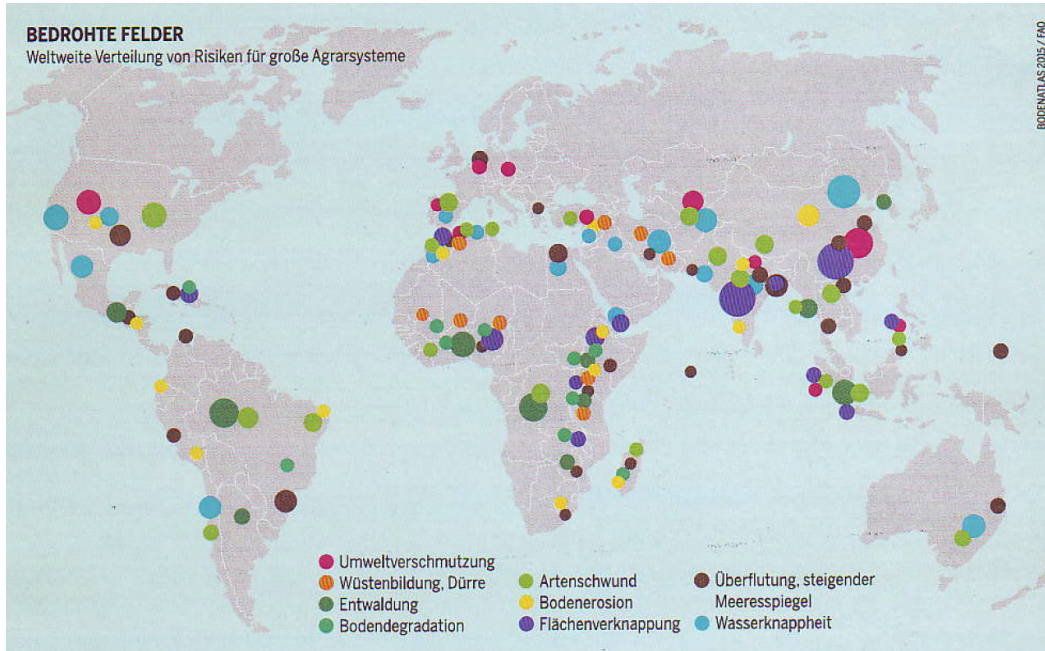 BEDROHTE FELDER
Weltweite Verteilung von Risiken für große Agrarsysteme
BODENATLAS 2015 / FAO
Umweltverschmutzung
Wüstenbildung, Dürre
Entwaldung
Bodendegradation
Artenschwund
Bodenerosion
Flächenverknappung
Überflutung, steigender
Meeresspiegel
Wasserknappheit